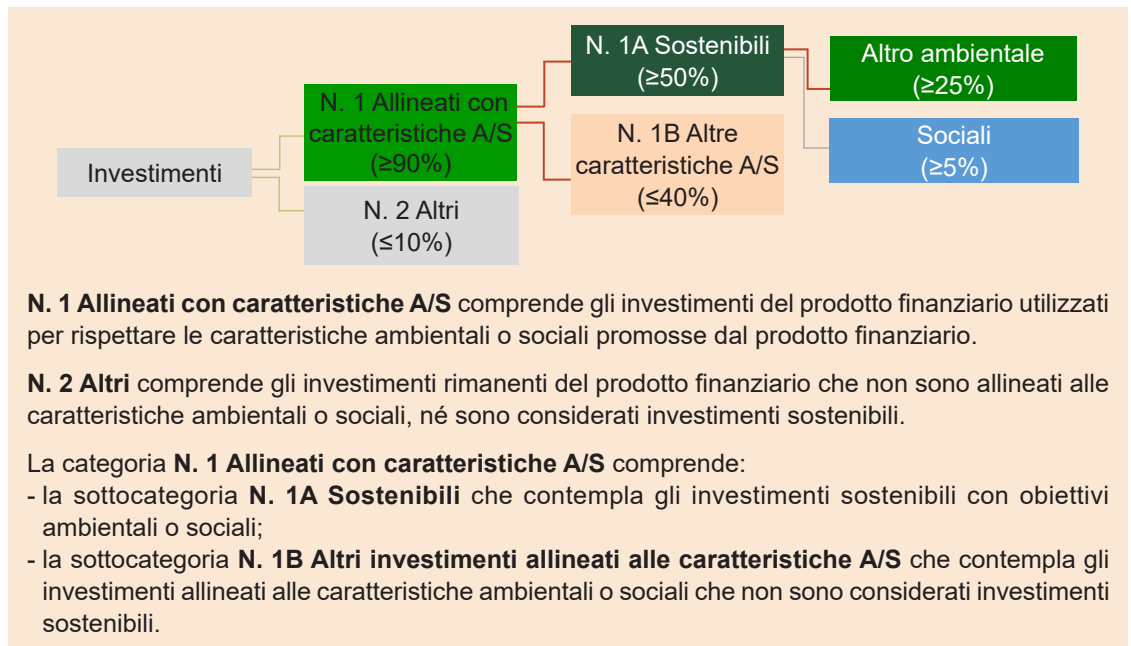 N. 1A Sostenibili
(≥50%)
Altro ambientale
(≥25%)
N. 1 Allineati con
caratteristiche A/S
(≥90%)
N. 1B Altre
caratteristiche A/S
(≤40%)
Sociali
(≥5%)
Investimenti
N. 2 Altri
(≤10%)
N. 1 Allineati con caratteristiche A/S comprende gli investimenti del prodotto finanziario utilizzati
per rispettare le caratteristiche ambientali o sociali promosse dal prodotto finanziario.
N. 2 Altri comprende gli investimenti rimanenti del prodotto finanziario che non sono allineati alle
caratteristiche ambientali o sociali, né sono considerati investimenti sostenibili.
La categoria N. 1 Allineati con caratteristiche A/S comprende:
- la sottocategoria N. 1A Sostenibili che contempla gli investimenti sostenibili con obiettivi
ambientali o sociali;
- la sottocategoria N. 1B Altri investimenti allineati alle caratteristiche A/S che contempla gli
investimenti allineati alle caratteristiche ambientali o sociali che non sono considerati investimenti
sostenibili.